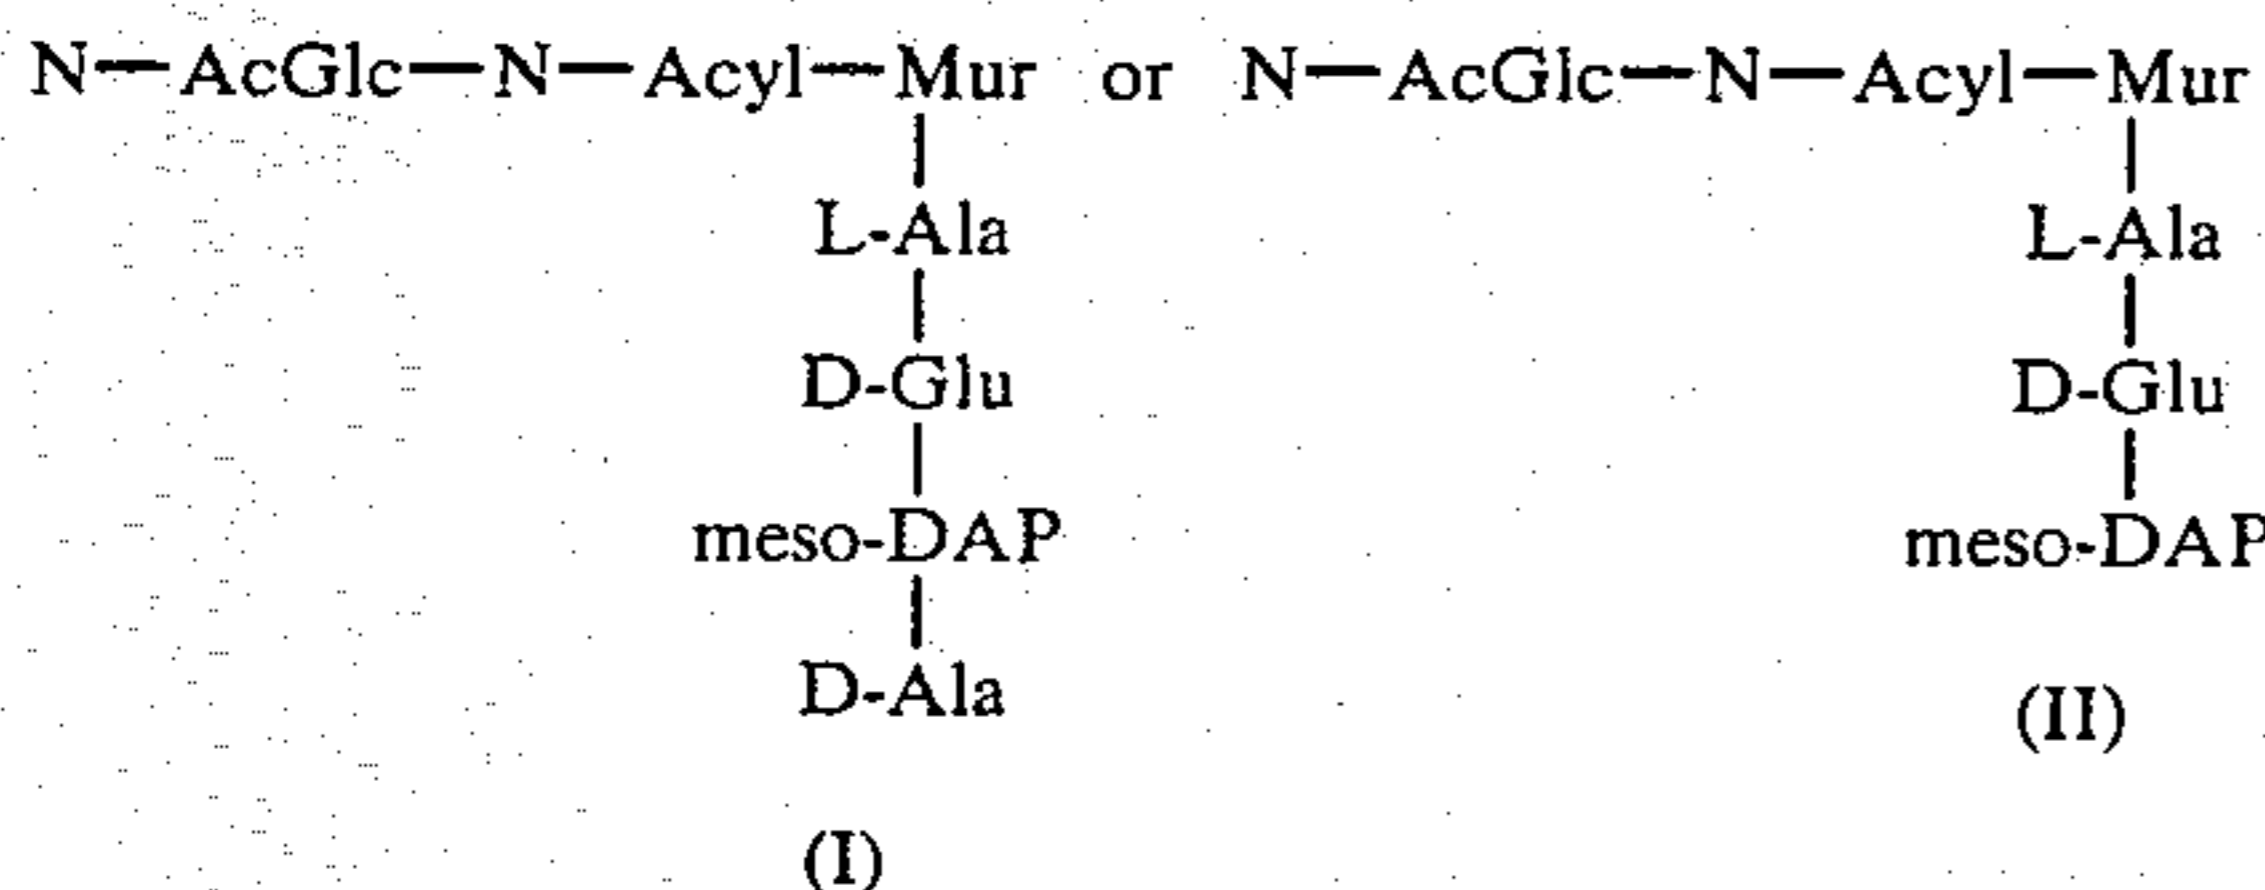 N—AcGlc—N—Acyl—Mur or N—AcGlc—N—Acyl—Mur
L-Ala L-Ala
D-Glu D-Glu
meso-DAP meso-DAP
D-Ala
(II)
(I)